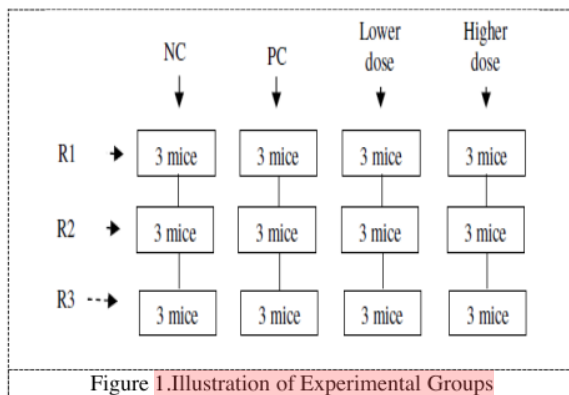 NC PC Lower dose Higher dose
R1 3 mice 3 mice 3 mice 3 mice
R2 3 mice 3 mice 3 mice 3 mice
R3 3 mice 3 mice 3 mice 3 mice
Figure 1.Illustration of Experimental Groups